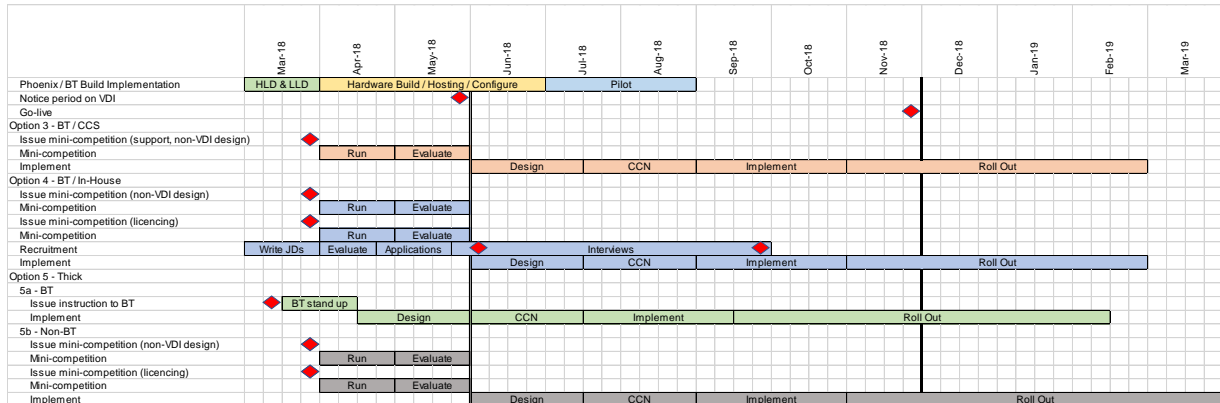 Mar-18 Apr-18 May-18 Jun-18 Jul-18 Aug-18 Sep-18 Oct-18 Nov-18 Dec-18 Jan-19 Feb-19 Mar-19
Phoenix / BT Build Implementation HLD & LLD Hardware Build / Hosting / Configure Pilot
Notice period on VDI
Go-live
Option 3 - BT / CCS
Issue mini-competition (support, non-VDI design)
Mini-competition Run Evaluate
Implement Design CCN Implement Roll Out
Option 4 - BT / In-House
Issue mini-competition (non-VDI design)
Mini-competition Run Evaluate
Issue mini-competition (licencing)
Mini-competition Run Evaluate
Recruitment Write JDs Evaluate Applications Interviews
Implement Design CCN Implement Roll Out
Option 5 - Thick
5a - BT
Issue instruction to BT BT stand up
Implement Design CCN Implement Roll Out
5b - Non-BT
Issue mini-competition (non-VDI design)
Mini-competition Run Evaluate
Issue mini-competition (licencing)
Mini-competition Run Evaluate
Implement Design CCN Implement Roll Out